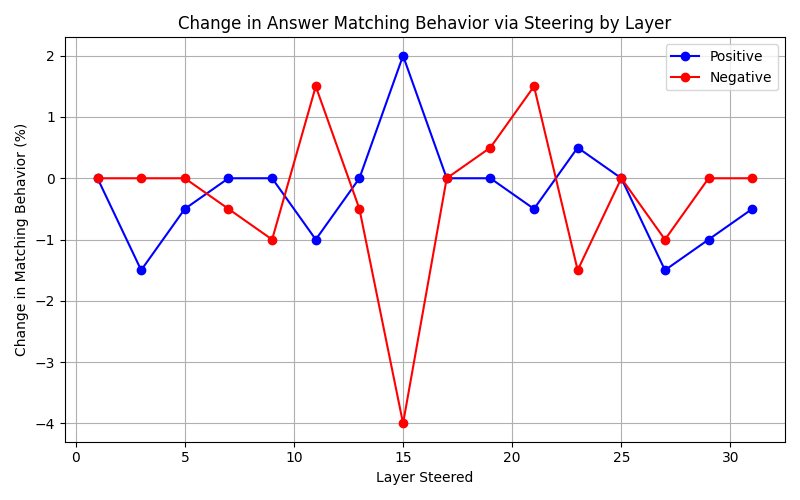 Change in Answer Matching Behavior via Steering by Layer
Positive
Negative
Change in Matching Behavior (%)
2
1
0
−1
−2
−3
−4
0 5 10 15 20 25 30
Layer Steered